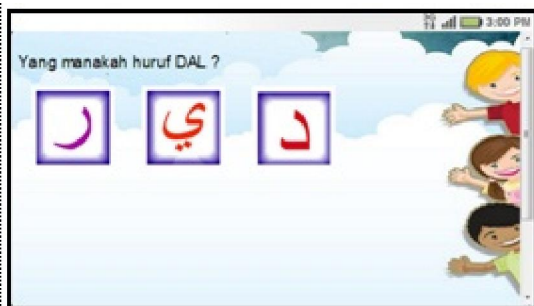 3:00 PM
Yang manakah huruf DAL ?
ر ي د